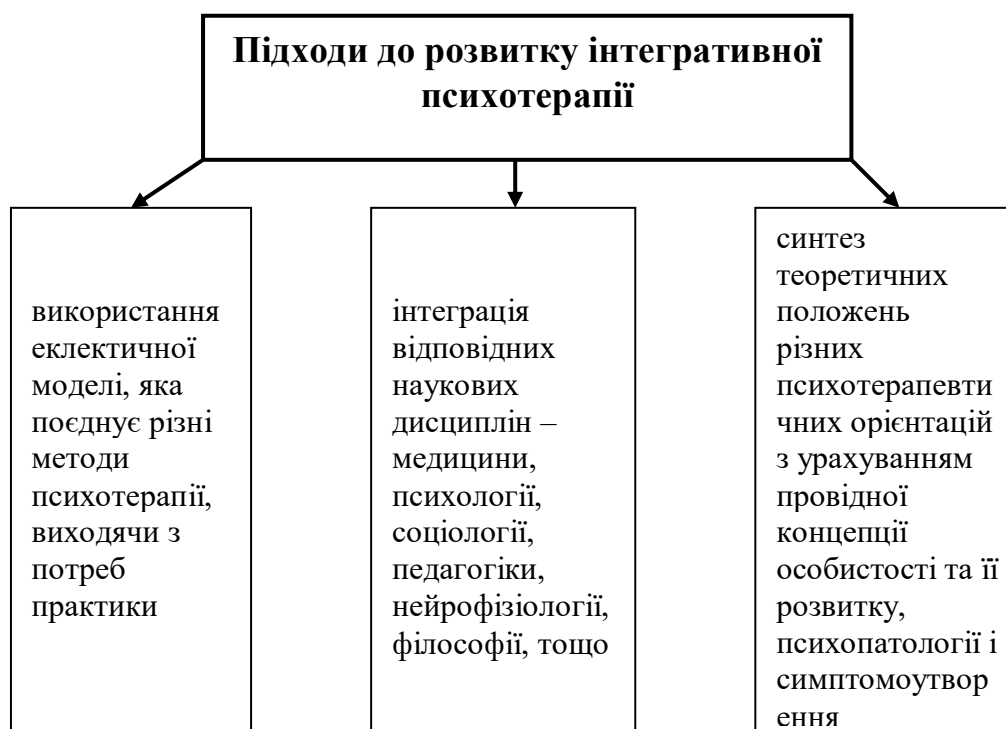 Підходи до розвитку інтегративної
психотерапії
використання
еклектичної
моделі, яка
поєднує різні
методи
психотерапії,
виходячи з
потреб
практики
інтеграція
відповідних
наукових
дисциплін –
медицини,
психології,
соціології,
педагогіки,
нейрофізіології,
філософії, тощо
синтез
теоретичних
положень
різних
психотерапевти
чних орієнтацій
з урахуванням
провідної
концепції
особистості та її
розвитку,
психопатології і
симптомоутвор
ення